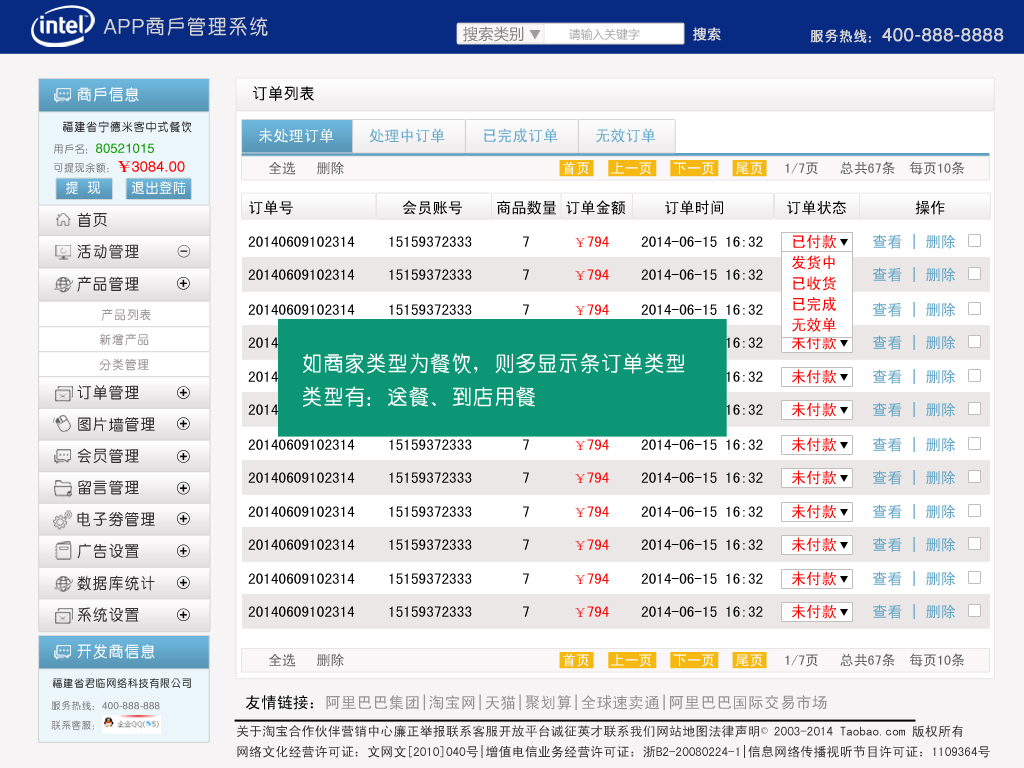 intel APP商戶管理系统
搜索类别▼ 请输入关键字 搜索
服务热线：400-888-8888
商戶信息
福建省宁德米客中式餐饮
用戶名：80521015
可提现余额：￥3084.00
提 现 退出登陆
首页
活动管理
产品管理
产品列表
新增产品
分类管理
订单管理
图片墙管理
会员管理
留言管理
电子劵管理
广告设置
数据库统计
系统设置
开发商信息
福建省君临网络科技有限公司
服务热线：400-888-888
联系客服：企业QQ
订单列表
未处理订单 处理中订单 已完成订单 无效订单
全选 删除 首页 上一页 下一页 尾页 1/7页 总共67条 每页10条
订单号 会员账号 商品数量 订单金额 订单时间 订单状态 操作
20140609102314 15159372333 7 ￥794 2014-06-15 16:32 已付款▼ 查看 | 删除
发货中
20140609102314 15159372333 7 ￥794 2014-06-15 16:32 已收货 查看 | 删除
已完成
20140609102314 15159372333 7 ￥794 2014-06-15 16:32 无效单 查看 | 删除
2014 :32 未付款▼ 查看 | 删除
如商家类型为餐饮，则多显示条订单类型
类型有：送餐、到店用餐
2014 :32 未付款▼ 查看 | 删除
2014 :32 未付款▼ 查看 | 删除
20140609102314 15159372333 7 ￥794 2014-06-15 16:32 未付款▼ 查看 | 删除
20140609102314 15159372333 7 ￥794 2014-06-15 16:32 未付款▼ 查看 | 删除
20140609102314 15159372333 7 ￥794 2014-06-15 16:32 未付款▼ 查看 | 删除
20140609102314 15159372333 7 ￥794 2014-06-15 16:32 未付款▼ 查看 | 删除
20140609102314 15159372333 7 ￥794 2014-06-15 16:32 未付款▼ 查看 | 删除
20140609102314 15159372333 7 ￥794 2014-06-15 16:32 未付款▼ 查看 | 删除
全选 删除 首页 上一页 下一页 尾页 1/7页 总共67条 每页10条
友情链接：阿里巴巴集团|淘宝网|天猫|聚划算|全球速卖通|阿里巴巴国际交易市场
关于淘宝合作伙伴营销中心廉正举报联系客服开放平台诚征英才联系我们网站地图法律声明© 2003-2014 Taobao.com 版权所有
网络文化经营许可证：文网文[2010]040号|增值电信业务经营许可证：浙B2-20080224-1|信息网络传播视听节目许可证：1109364号